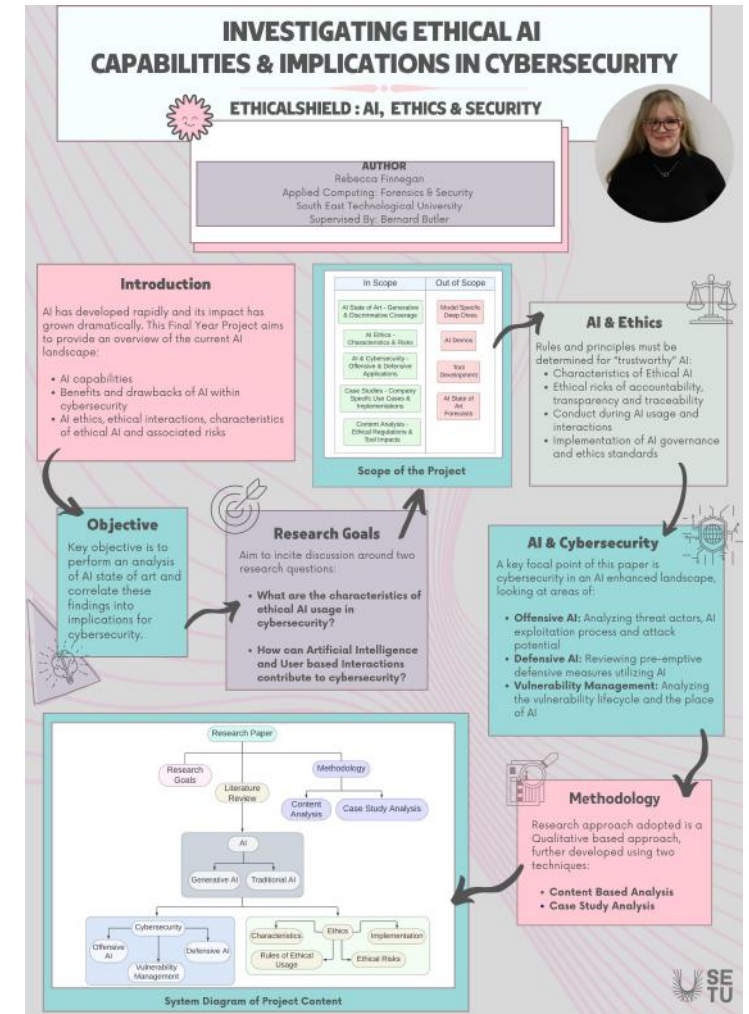 INVESTIGATING ETHICAL AI
CAPABILITIES & IMPLICATIONS IN CYBERSECURITY
ETHICALSHIELD : AI, ETHICS & SECURITY
AUTHOR
Rebecca Finnegan
Applied Computing: Forensics & Security
South East Technological University
Supervised By: Bernard Butler
Introduction
AI has developed rapidly and its impact has
grown dramatically. This Final Year Project aims
to provide an overview of the current AI
landscape:
• AI capabilities
• Benefits and drawbacks of AI within
cybersecurity
• AI ethics, ethical interactions, characteristics
of ethical AI and associated risks
Objective
Key objective is to
perform an analysis
of AI state of art and
correlate these
findings into
implications for
cybersecurity.
Research Goals
Aim to incite discussion around two
research questions:
• What are the characteristics of
ethical AI usage in
cybersecurity?
• How can Artificial Intelligence
and User based Interactions
contribute to cybersecurity?
In Scope
Out of Scope
AI State of Art - Generative
& Discriminative Coverage
AI Ethics -
Characteristics & Risks
AI & Cybersecurity -
Offensive & Defensive
Applications
Case Studies - Company
Specific Use Cases &
Implementations
Content Analysis -
Ethical Regulations &
Tool Impacts
Model Specific
Deep Dives
AI Demos
Tool
Development
AI State of
Art
Forecasts
Scope of the Project
AI & Ethics
Rules and principles must be
determined for "trustworthy" AI:
• Characteristics of Ethical AI
• Ethical risks of accountability,
transparency and traceability
• Conduct during AI usage and
interactions
• Implementation of AI governance
and ethics standards
AI & Cybersecurity
A key focal point of this paper is
cybersecurity in an AI enhanced landscape,
looking at areas of:
• Offensive AI: Analyzing threat actors, AI
exploitation process and attack
potential
• Defensive AI: Reviewing pre-emptive
defensive measures utilizing AI
• Vulnerability Management: Analyzing
the vulnerability lifecycle and the place
of AI
Methodology
Research approach adopted is a
Qualitative based approach,
further developed using two
techniques:
• Content Based Analysis
• Case Study Analysis
Research Paper
Research
Goals
Literature
Review
Methodology
Content
Analysis
Case Study Analysis
AI
Generative AI
Traditional AI
Cybersecurity
Offensive
AI
Vulnerability
Management
Defensive AI
Ethics
Characteristics
Implementation
Rules of Ethical
Usage
Ethical Risks
System Diagram of Project Content
SE
TU